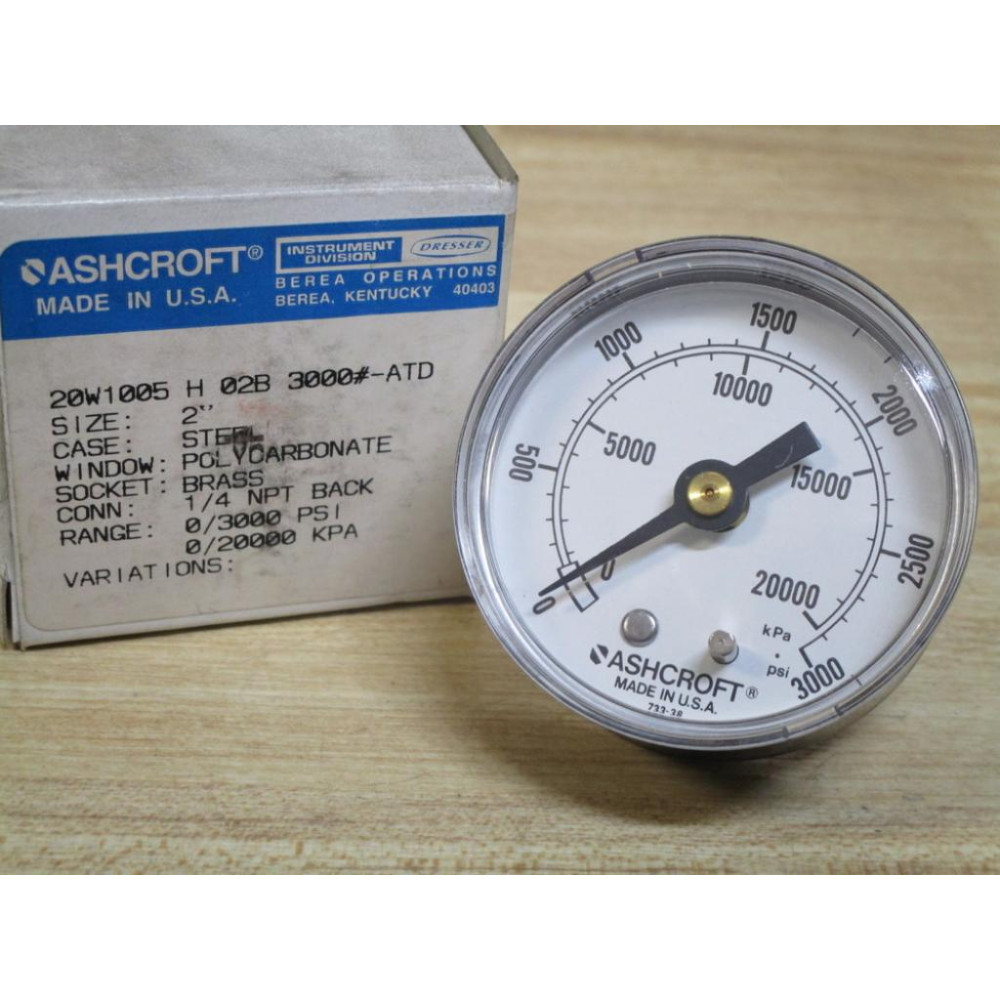 ASHCROFT®
MADE IN U.S.A.
INSTRUMENT
DIVISION
DRESSER
BEREA OPERATIONS
BEREA, KENTUCKY 40403
20W1005 H 02B 3000#-ATD
SIZE: 2"
CASE: STEEL
WINDOW: POLYCARBONATE
SOCKET: BRASS
CONN: 1/4 NPT BACK
RANGE: 0/3000 PSI
0/20000 KPA
VARIATIONS:
0
500
1000
1500
2000
2500
3000
0
5000
10000
15000
20000
kPa
psi
ASHCROFT®
MADE IN U.S.A.